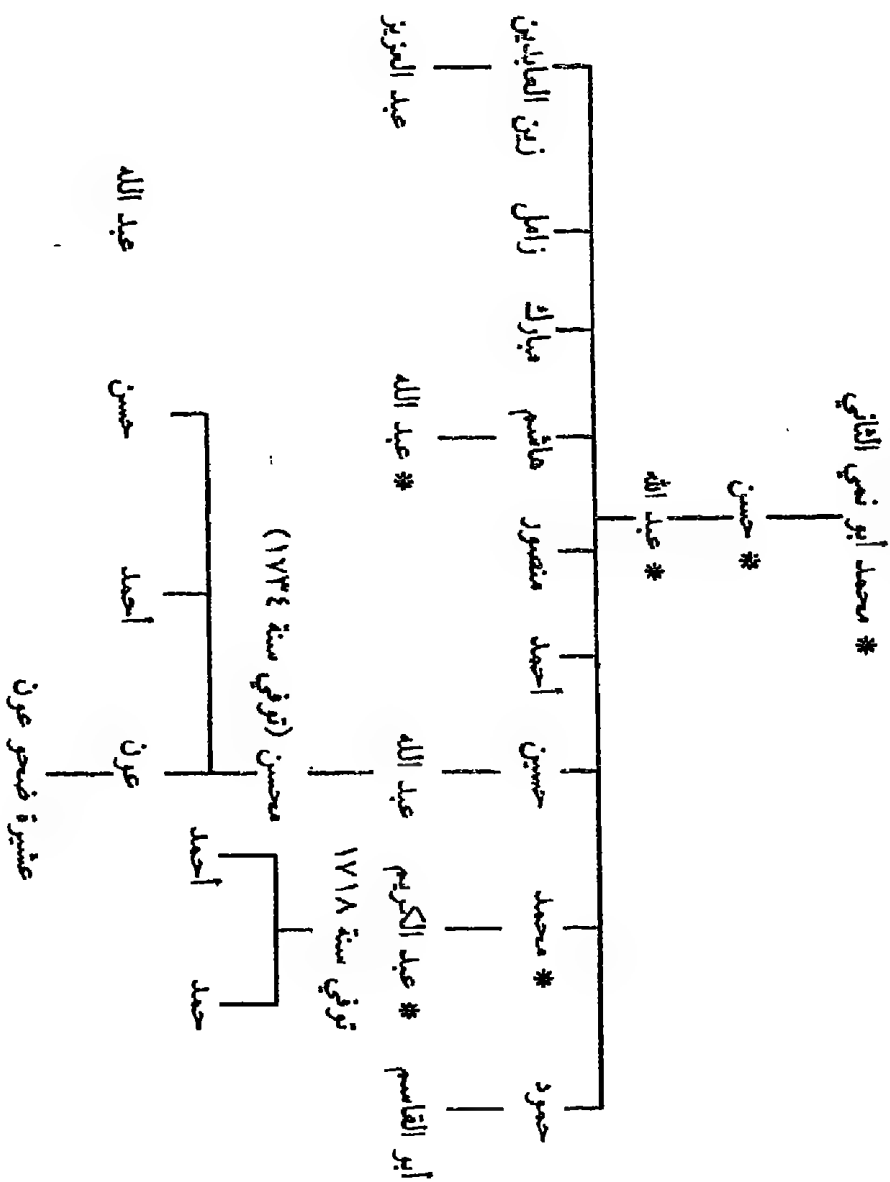 * محمد أبو نمي الثاني
* حسن
* عبد الله
حمود * محمد حسين أحمد منصور هاشم مبارك زامل زين العابدين
أبو القاسم * عبد الكريم عبد الله * عبد الله عبد العزيز
توفي سنة ١٧١٨
محسن (توفي سنة ١٧٣٤)
حمد أحمد
عون أحمد حسن عبد الله
عشيرة ضحو عون